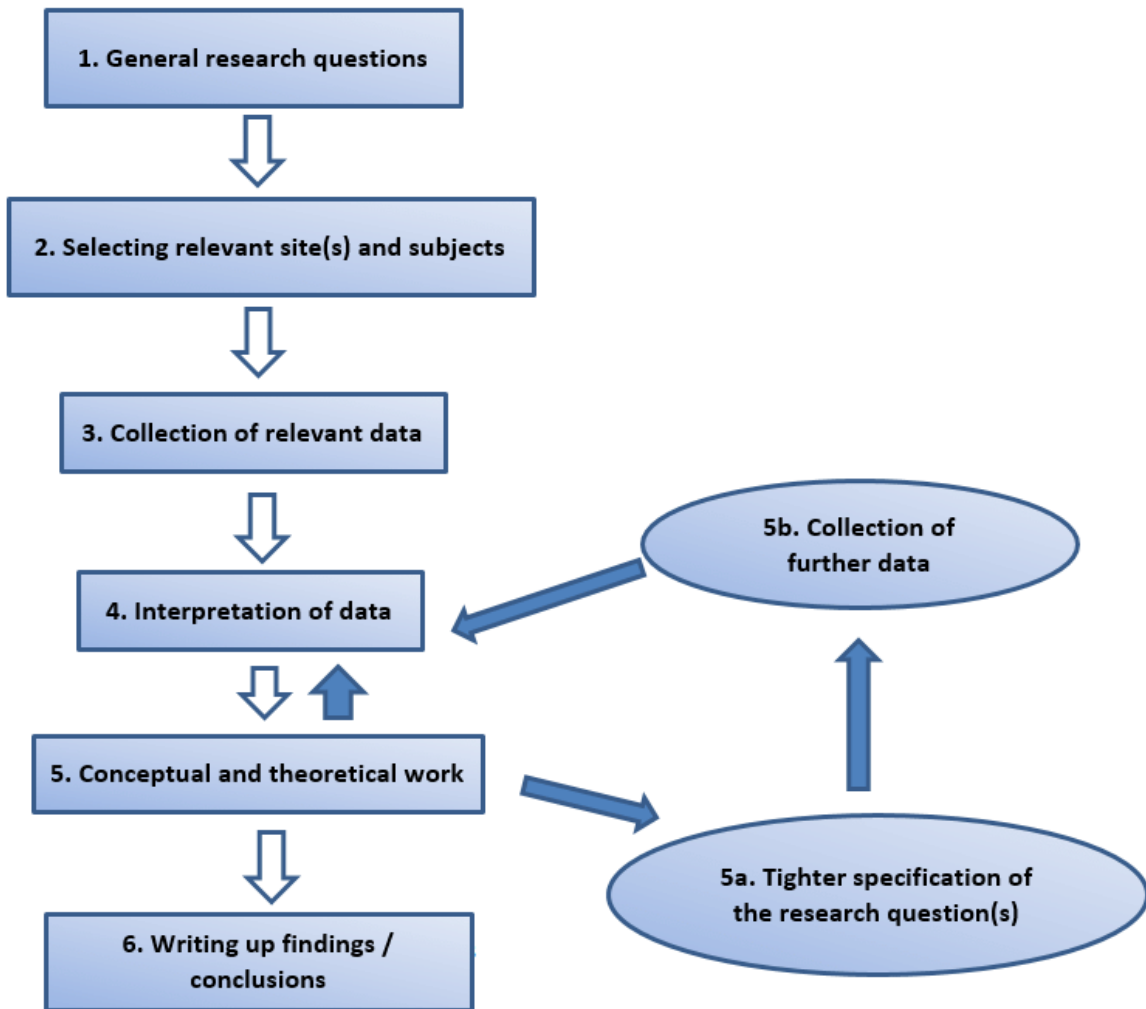 1. General research questions
2. Selecting relevant site(s) and subjects
3. Collection of relevant data
4. Interpretation of data
5. Conceptual and theoretical work
5a. Tighter specification of
the research question(s)
5b. Collection of
further data
6. Writing up findings /
conclusions